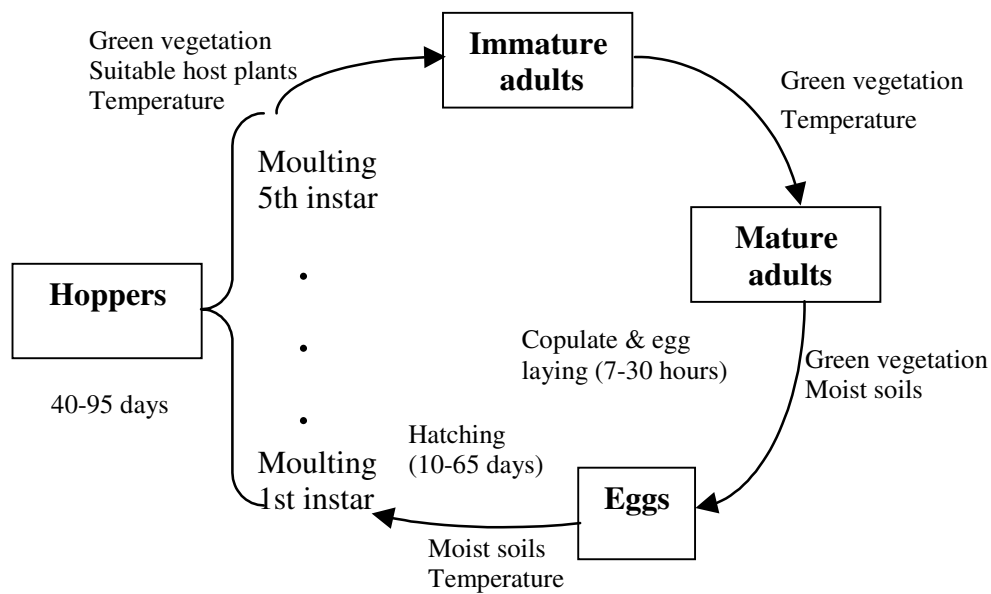 Green vegetation
Suitable host plants
Temperature
Immature
adults
Green vegetation
Temperature
Moulting
5th instar
Mature
adults
Hoppers
40-95 days
Copulate & egg
laying (7-30 hours)
Green vegetation
Moist soils
Hatching
(10-65 days)
Moulting
1st instar
Eggs
Moist soils
Temperature